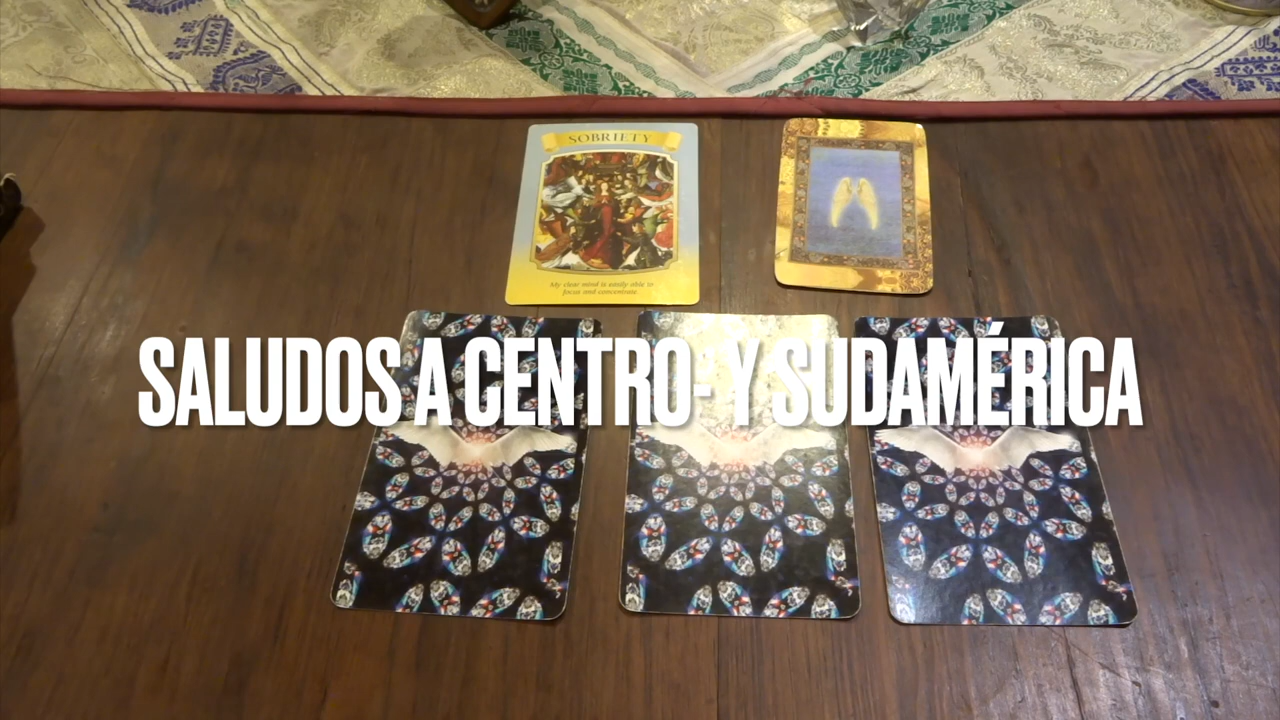 SOBRIETY
My clear mind is easily able to
focus and concentrate.
SALUDOS A CENTRO- Y SUDAMÉRICA